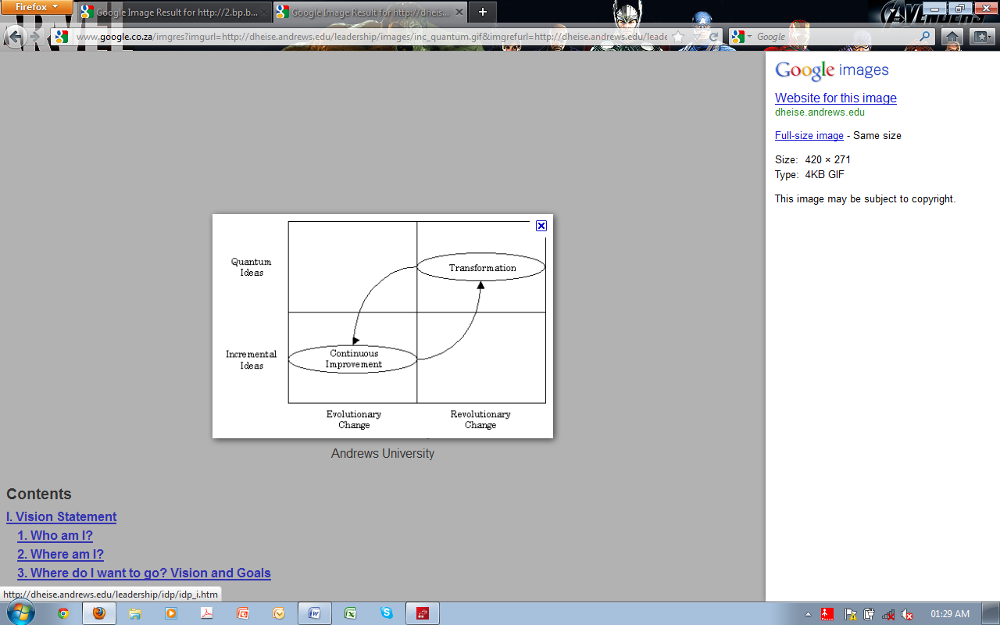 Firefox
Google Image Result for http://2.bp.b...
Google Image Result for http://dheis...
AVENGERS
MARVEL
www.google.co.za/imgres?imgurl=http://dheise.andrews.edu/leadership/images/inc_quantum.gif&imgrefurl=http://dheise.andrews.edu/leade
Google
Google images
Website for this image
dheise.andrews.edu
Full-size image - Same size
Size: 420 × 271
Type: 4KB GIF
This image may be subject to copyright.
Quantum
Ideas
Transformation
Incremental
Ideas
Continuous
Improvement
Evolutionary
Change
Revolutionary
Change
Andrews University
Contents
I. Vision Statement
1. Who am I?
2. Where am I?
3. Where do I want to go? Vision and Goals
http://dheise.andrews.edu/leadership/idp/idp_i.htm
01:29 AM